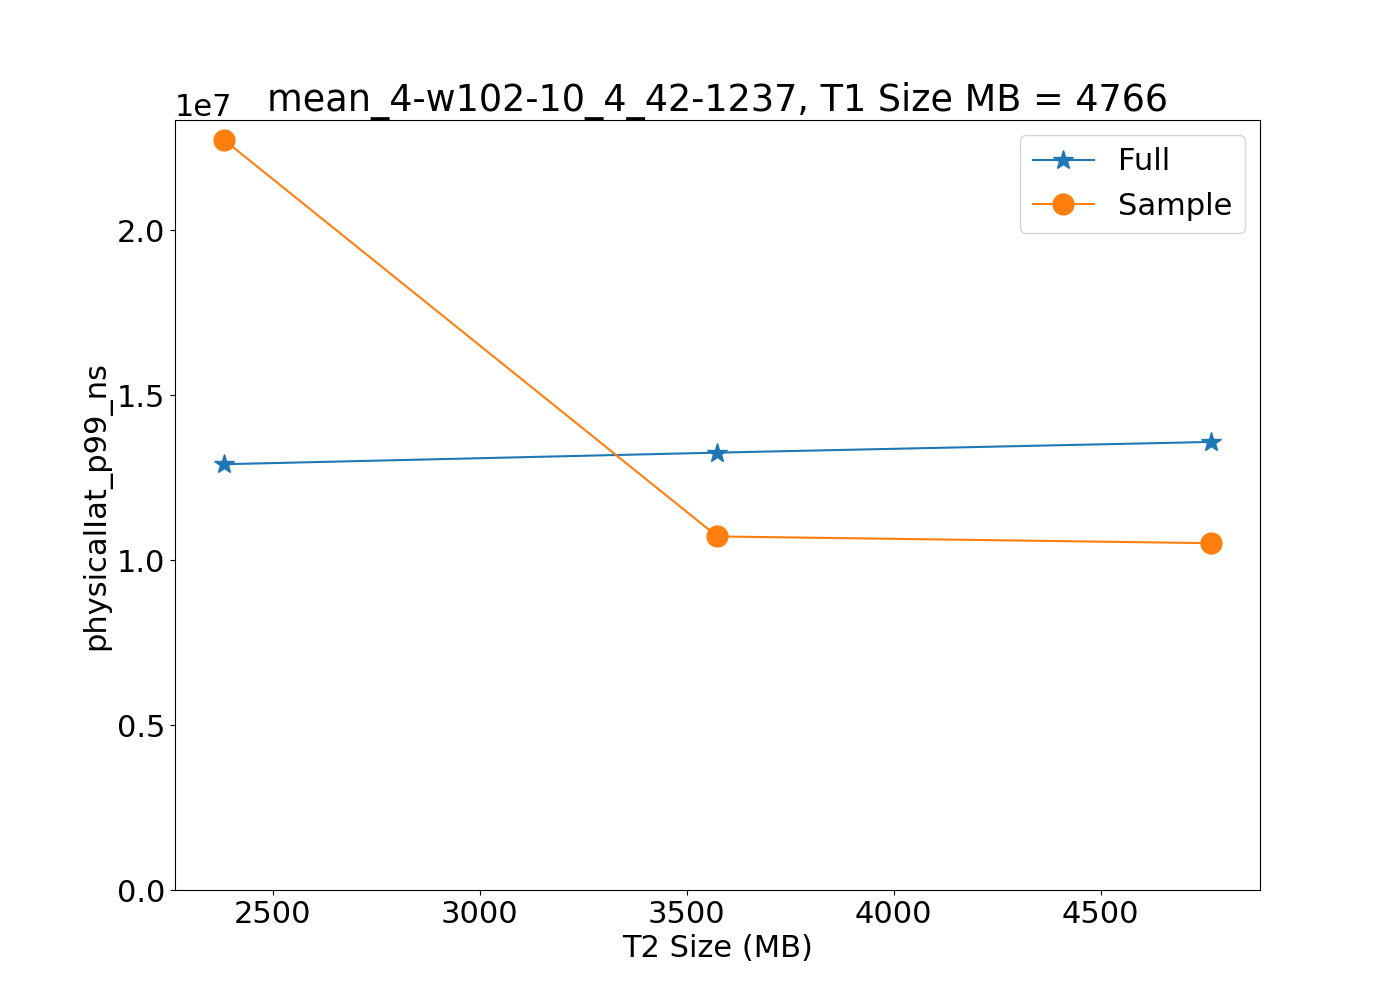 1e7
mean_4-w102-10_4_42-1237, T1 Size MB = 4766
Full
Sample
2.0
1.5
1.0
0.5
0.0
physicallat_p99_ns
2500
3000
3500
4000
4500
T2 Size (MB)